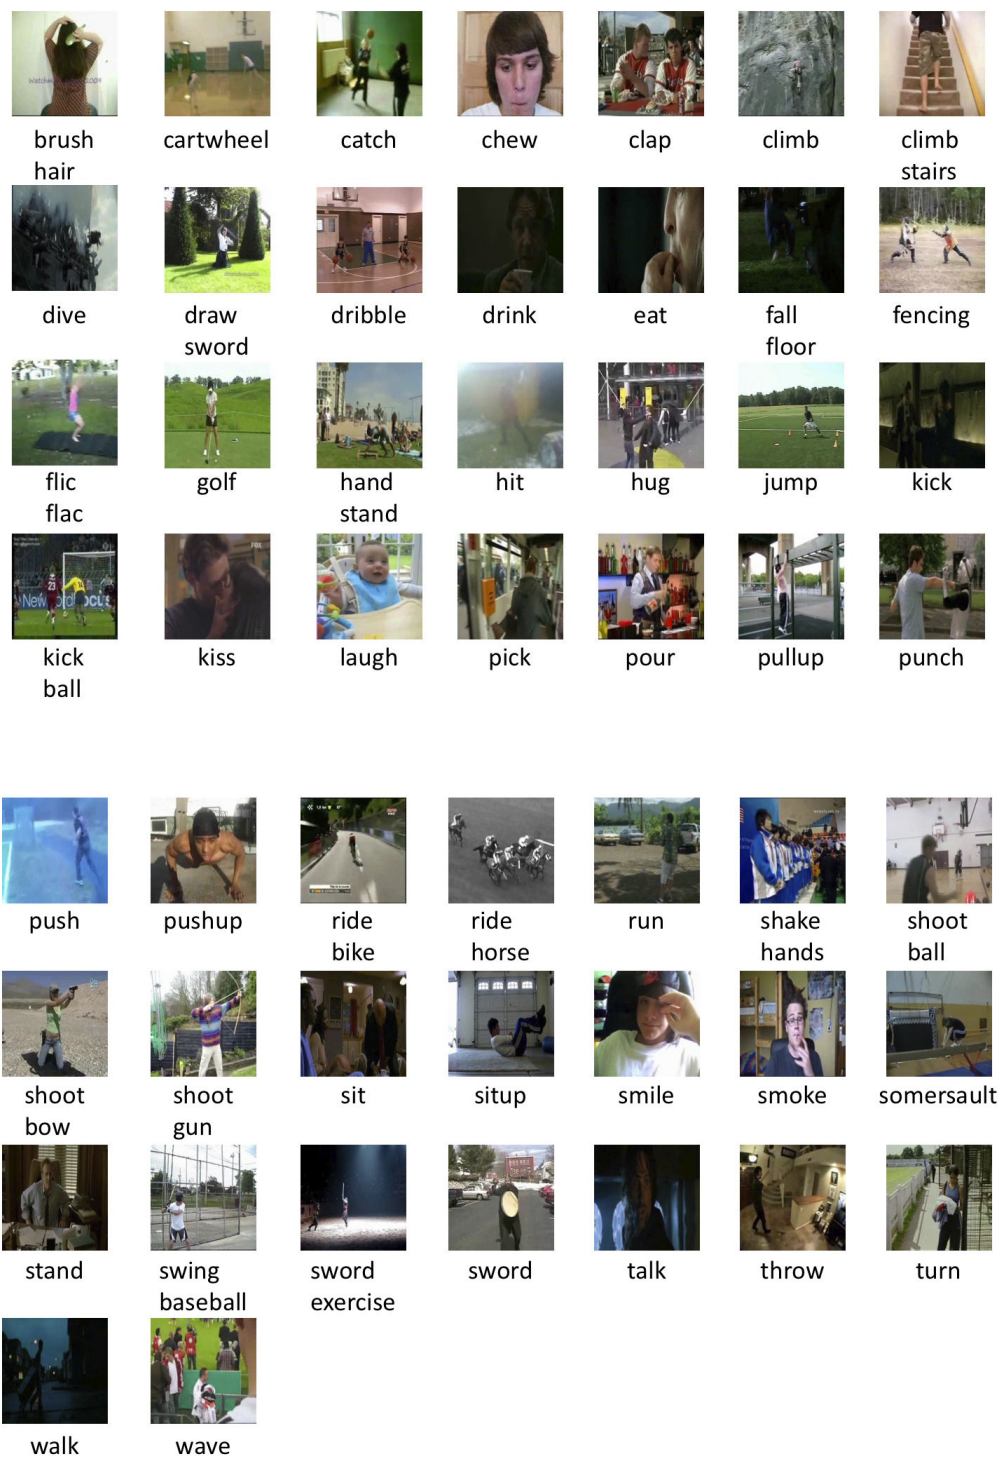 brush cartwheel catch chew clap climb climb
hair stairs
dive draw dribble drink eat fall fencing
sword floor
flic golf hand hit hug jump kick
flac stand
FOX
kick kiss laugh pick pour pullup punch
ball
push pushup ride ride run shake shoot
bike horse hands ball
shoot shoot sit situp smile smoke somersault
bow gun
stand swing sword sword talk throw turn
baseball exercise
walk wave